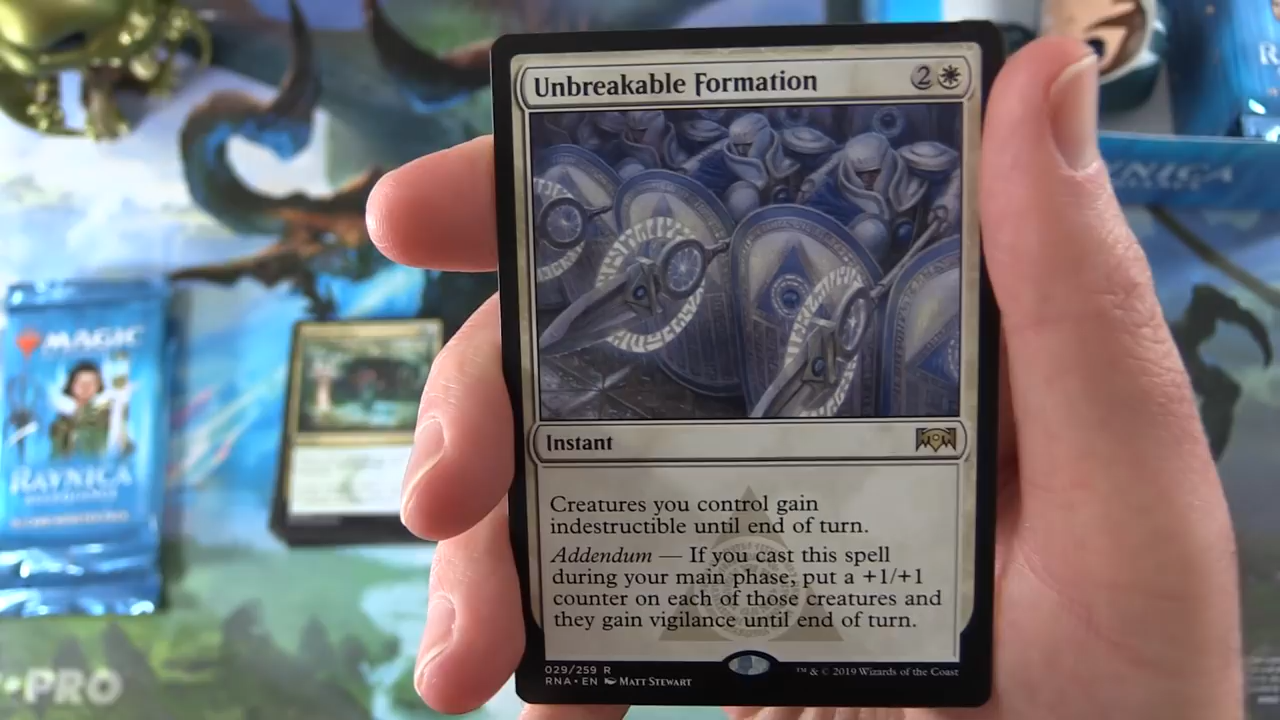 Unbreakable Formation 2
Instant
Creatures you control gain
indestructible until end of turn.
Addendum — If you cast this spell
during your main phase, put a +1/+1
counter on each of those creatures and
they gain vigilance until end of turn.
029/259 R
RNA • EN Matt Stewart
™ & © 2019 Wizards of the Coast
MAGIC
RAVNICA
PRO